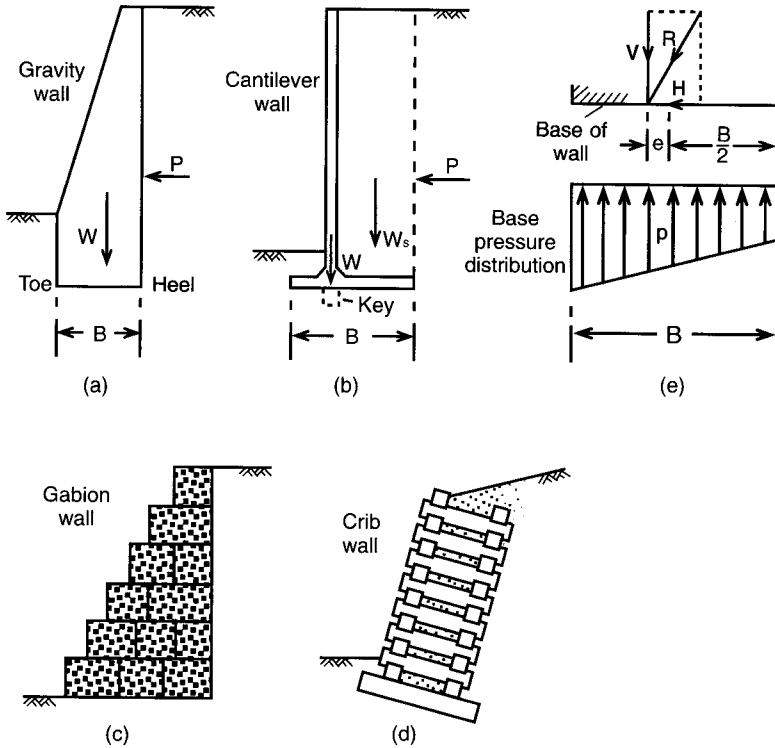 Gravity
wall
P
W
Toe
Heel
B
(a)
Cantilever
wall
P
Wₛ
W
Key
B
(b)
V
R
H
Base of
wall
e
B
2
Base
pressure
distribution
p
B
(e)
Gabion
wall
(c)
Crib
wall
(d)